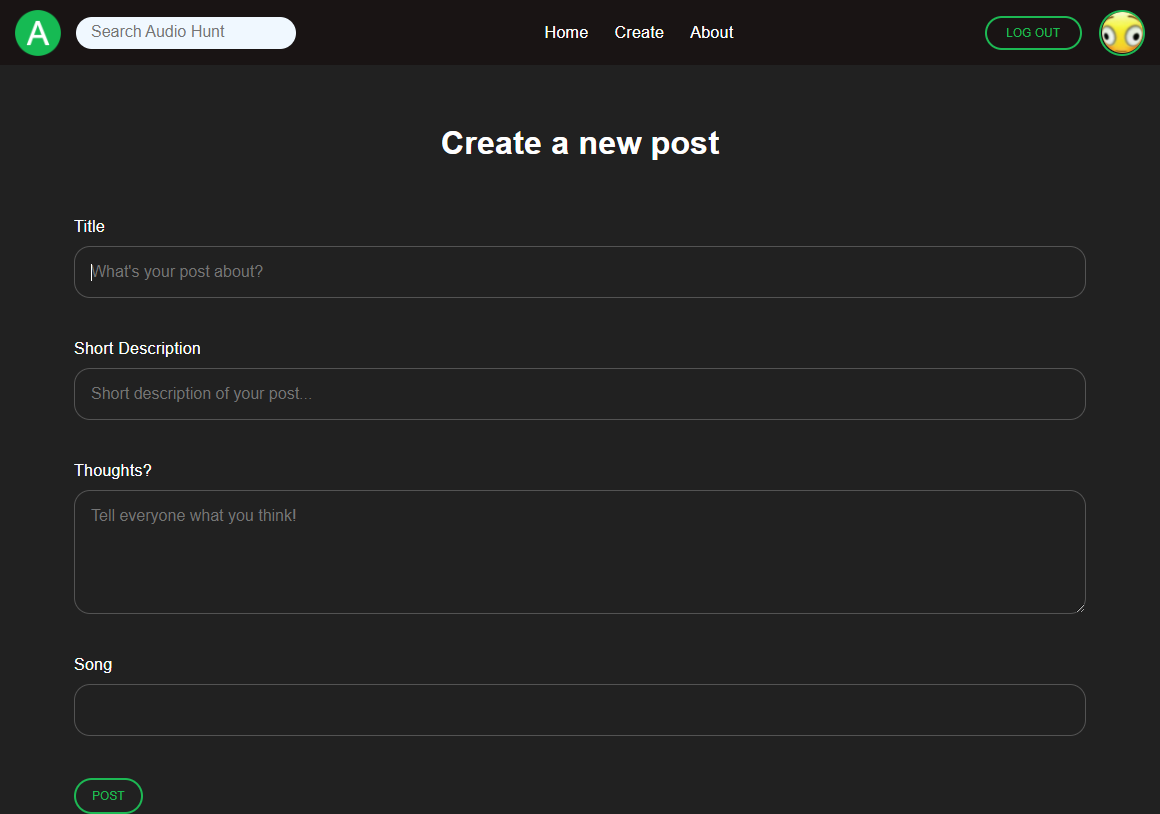 A
Search Audio Hunt
Home Create About
LOG OUT
Create a new post
Title
What's your post about?
Short Description
Short description of your post...
Thoughts?
Tell everyone what you think!
Song
POST